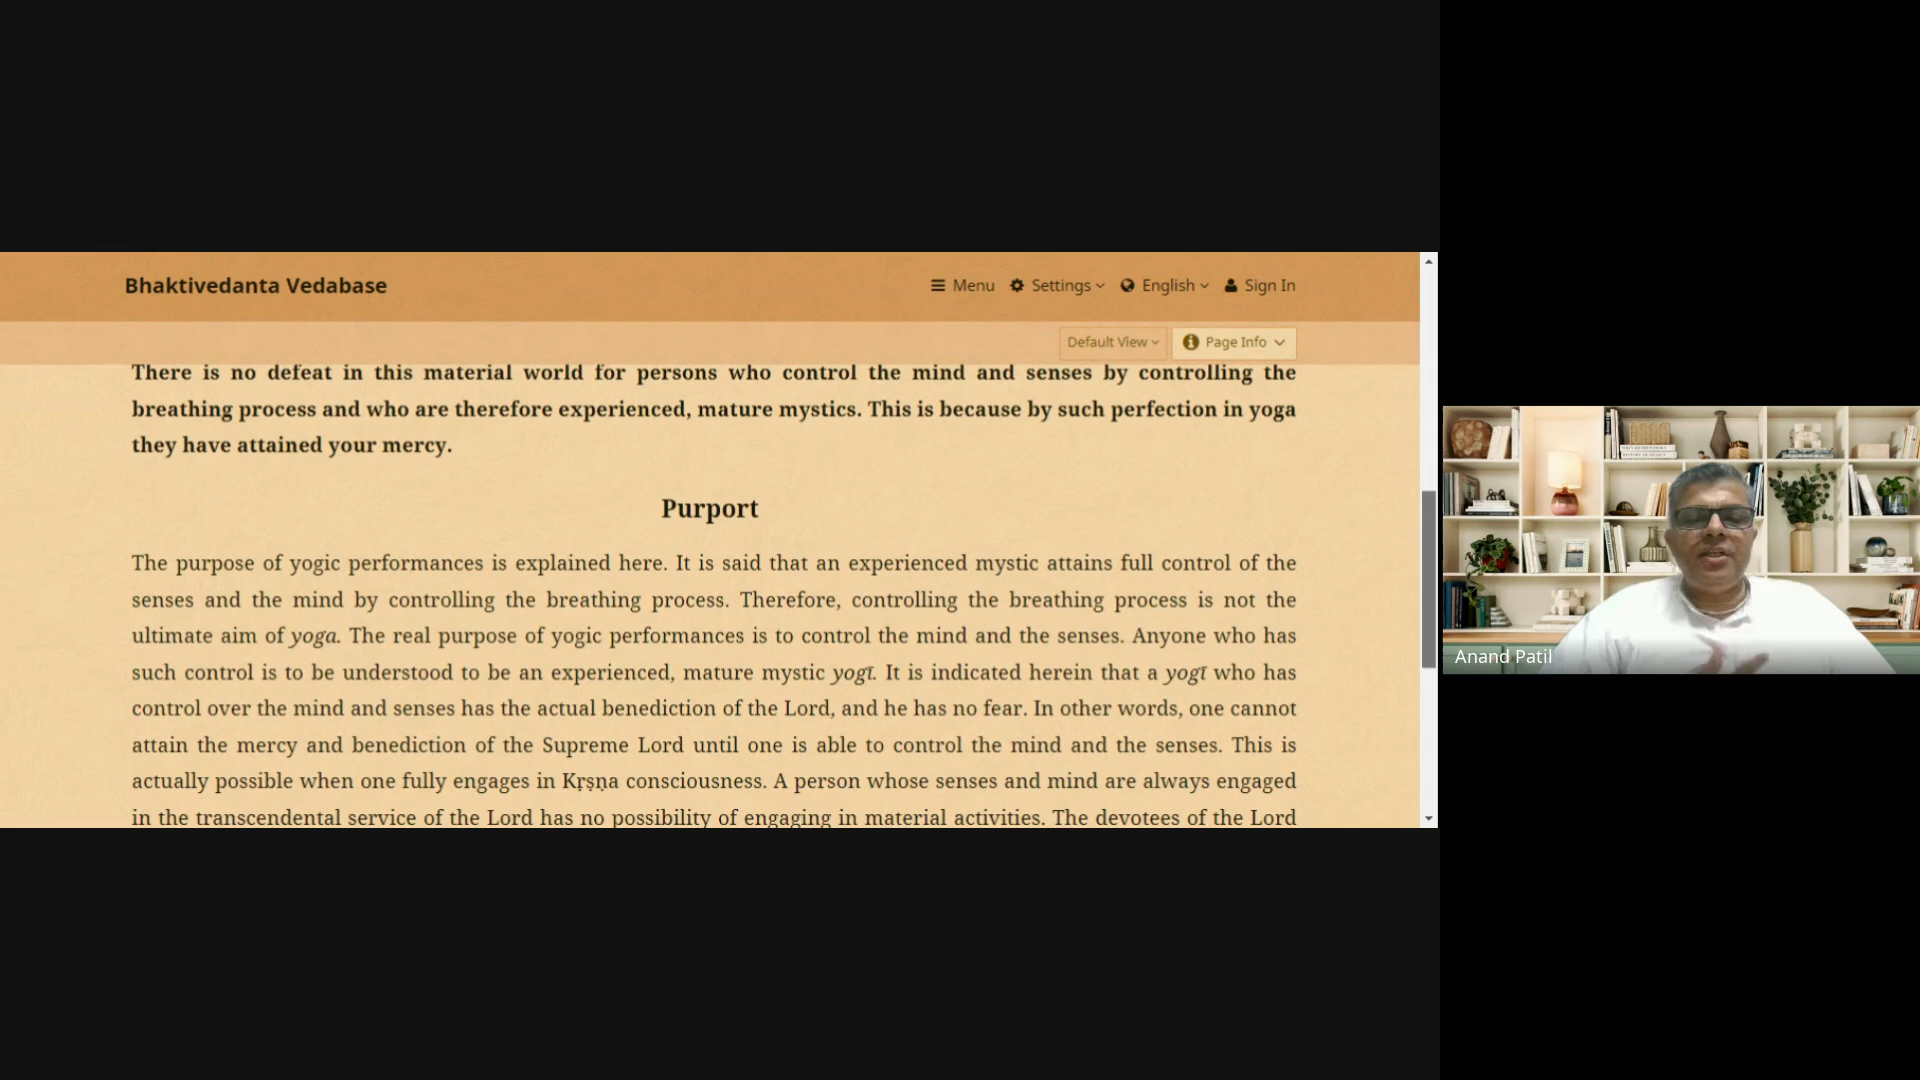 Bhaktivedanta Vedabase
Menu Settings English Sign In
Default View Page Info
There is no defeat in this material world for persons who control the mind and senses by controlling the
breathing process and who are therefore experienced, mature mystics. This is because by such perfection in yoga
they have attained your mercy.
Purport
The purpose of yogic performances is explained here. It is said that an experienced mystic attains full control of the
senses and the mind by controlling the breathing process. Therefore, controlling the breathing process is not the
ultimate aim of yoga. The real purpose of yogic performances is to control the mind and the senses. Anyone who has
such control is to be understood to be an experienced, mature mystic yogī. It is indicated herein that a yogī who has
control over the mind and senses has the actual benediction of the Lord, and he has no fear. In other words, one cannot
attain the mercy and benediction of the Supreme Lord until one is able to control the mind and the senses. This is
actually possible when one fully engages in Kṛṣṇa consciousness. A person whose senses and mind are always engaged
in the transcendental service of the Lord has no possibility of engaging in material activities. The devotees of the Lord
Anand Patil